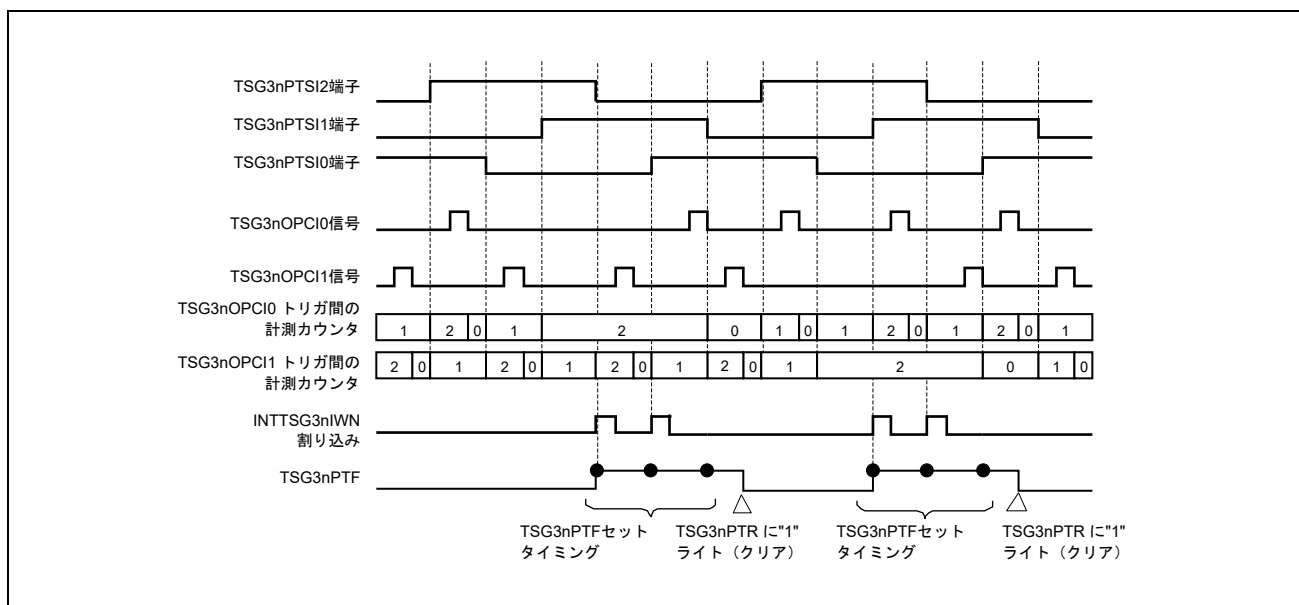 TSG3nPTSI2端子
TSG3nPTSI1端子
TSG3nPTSI0端子
TSG3nOPCI0信号
TSG3nOPCI1信号
TSG3nOPCI0 トリガ間の
計測カウンタ
1 2 0 1 2 0 1 0 1 2 0 1 2 0 1
TSG3nOPCI1 トリガ間の
計測カウンタ
2 0 1 2 0 1 2 0 1 2 0 1 2 0 1 0
INTTSG3nIWN
割り込み
TSG3nPTF
TSG3nPTFセット
タイミング
TSG3nPTR に"1"
ライト（クリア）
TSG3nPTFセット
タイミング
TSG3nPTR に"1"
ライト（クリア）